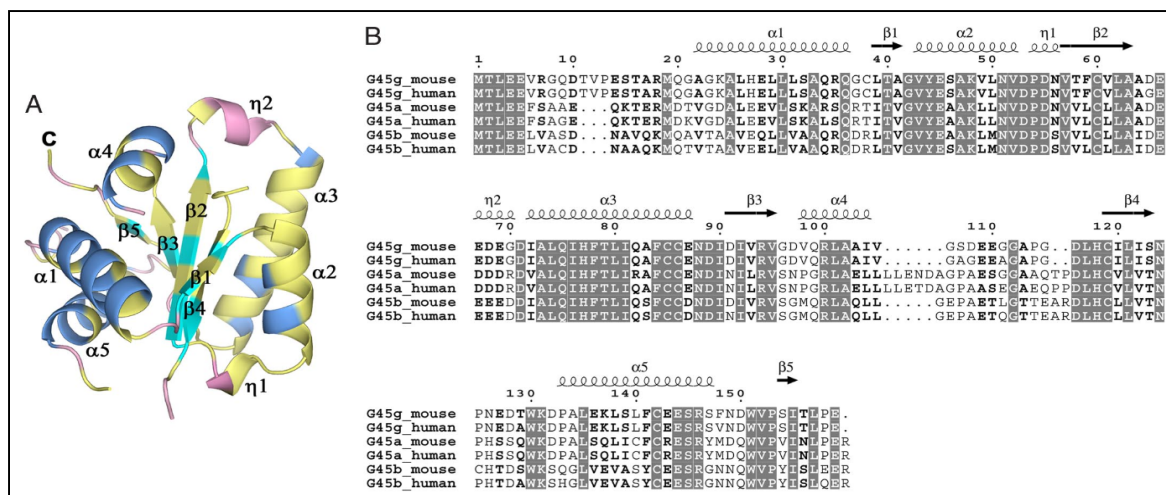 A
B
C
α4
η2
α3
β2
β5
β3
α1
β1
α2
β4
α5
η1
α1 β1 α2 η1 β2
1 10 20 30 40 50 60
G45g_mouse MTLEEVRGQDTVPESTARMQGAGKALHELLLSAQRQGCLTAGVYESAKVLNVDPDNVTFCVLAADE
G45g_human MTLEEVRGQDTVPESTARMQGAGKALHELLLSAQRQGCLTAGVYESAKVLNVDPDNVTFCVLAAGE
G45a_mouse MTLEEFSAAE...QKTERMDTVGDALEEVLSKARSQRTITVGVYESAKLLNVDPDNVVLCLLAADE
G45a_human MTLEEFSAGE...QKTERMDKVGDALEEVLSKALSQRTITVGVYESAKLLNVDPDNVVLCLLAADE
G45b_mouse MTLEELVASD...NAVQKMQAVTAAVEQLLVAAQRQDRLTVGVYESAKLMNVDPDSVVLCLLAIDE
G45b_human MTLEELVACD...NAAQKMQTVTAAVEELLVAAQRQDRLTVGVYESAKLMNVDPDSVVLCLLAIDE
η2 α3 β3 α4 β4
70 80 90 100 110 120
G45g_mouse EDEGDIALQIHFTLIQAFCCENDIDIVRVGDVQRLAAIV......GSDEEGGAPG..DLHCILISN
G45g_human EDEGDIALQIHFTLIQAFCCENDIDIVRVGDVQRLAAIV......GAGEEGGAPG..DLHCILISN
G45a_mouse DDDRDVALQIHFTLIRAFCCENDINILRVSNPGRLAELLLLENDAGPAESGGAAQTPDLHCVLVTN
G45a_human DDDRDVALQIHFTLIQAFCCENDINILRVSNPGRLAELLLLETDAGPAASEGAEQPPDLHCVLVTN
G45b_mouse EEEDDIALQIHFTLIQSFCCDNDINIVRVSGMQRLAQLL......GEPAETLGTTEARDLHCLLVTN
G45b_human EEEDDIALQIHFTLIQSFCCDNDINIVRVSGMQRLAQLL......GEPAETQGTTEARDLHCLLVTN
α5 β5
130 140 150
G45g_mouse PNEDTWKDPALEKLSLFCEESRSFNDWVPSITLPE.
G45g_human PNEDAWKDPALEKLSLFCEESRSVNDWVPSITLPE.
G45a_mouse PHSSQWKDPALSQLICFCRESRYMDQWVPVINLPER
G45a_human PHSSQWKDPALSQLICFCRESRYMDQWVPVINLPER
G45b_mouse CHTDSWKSQGLVEVASYCEESRGNNQWVPYISLEER
G45b_human PHTDAWKSHGLVEVASYCEESRGNNQWVPYISLQER